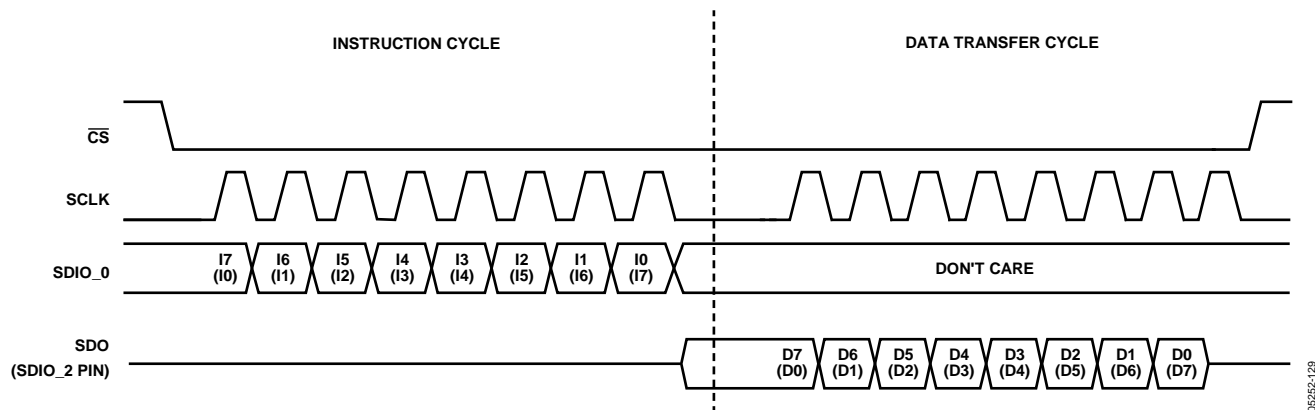 INSTRUCTION CYCLE
DATA TRANSFER CYCLE
CS
SCLK
SDIO_0
I7 I6 I5 I4 I3 I2 I1 I0
(I0) (I1) (I2) (I3) (I4) (I5) (I6) (I7)
DON'T CARE
SDO
(SDIO_2 PIN)
D7 D6 D5 D4 D3 D2 D1 D0
(D0) (D1) (D2) (D3) (D4) (D5) (D6) (D7)
05252-129